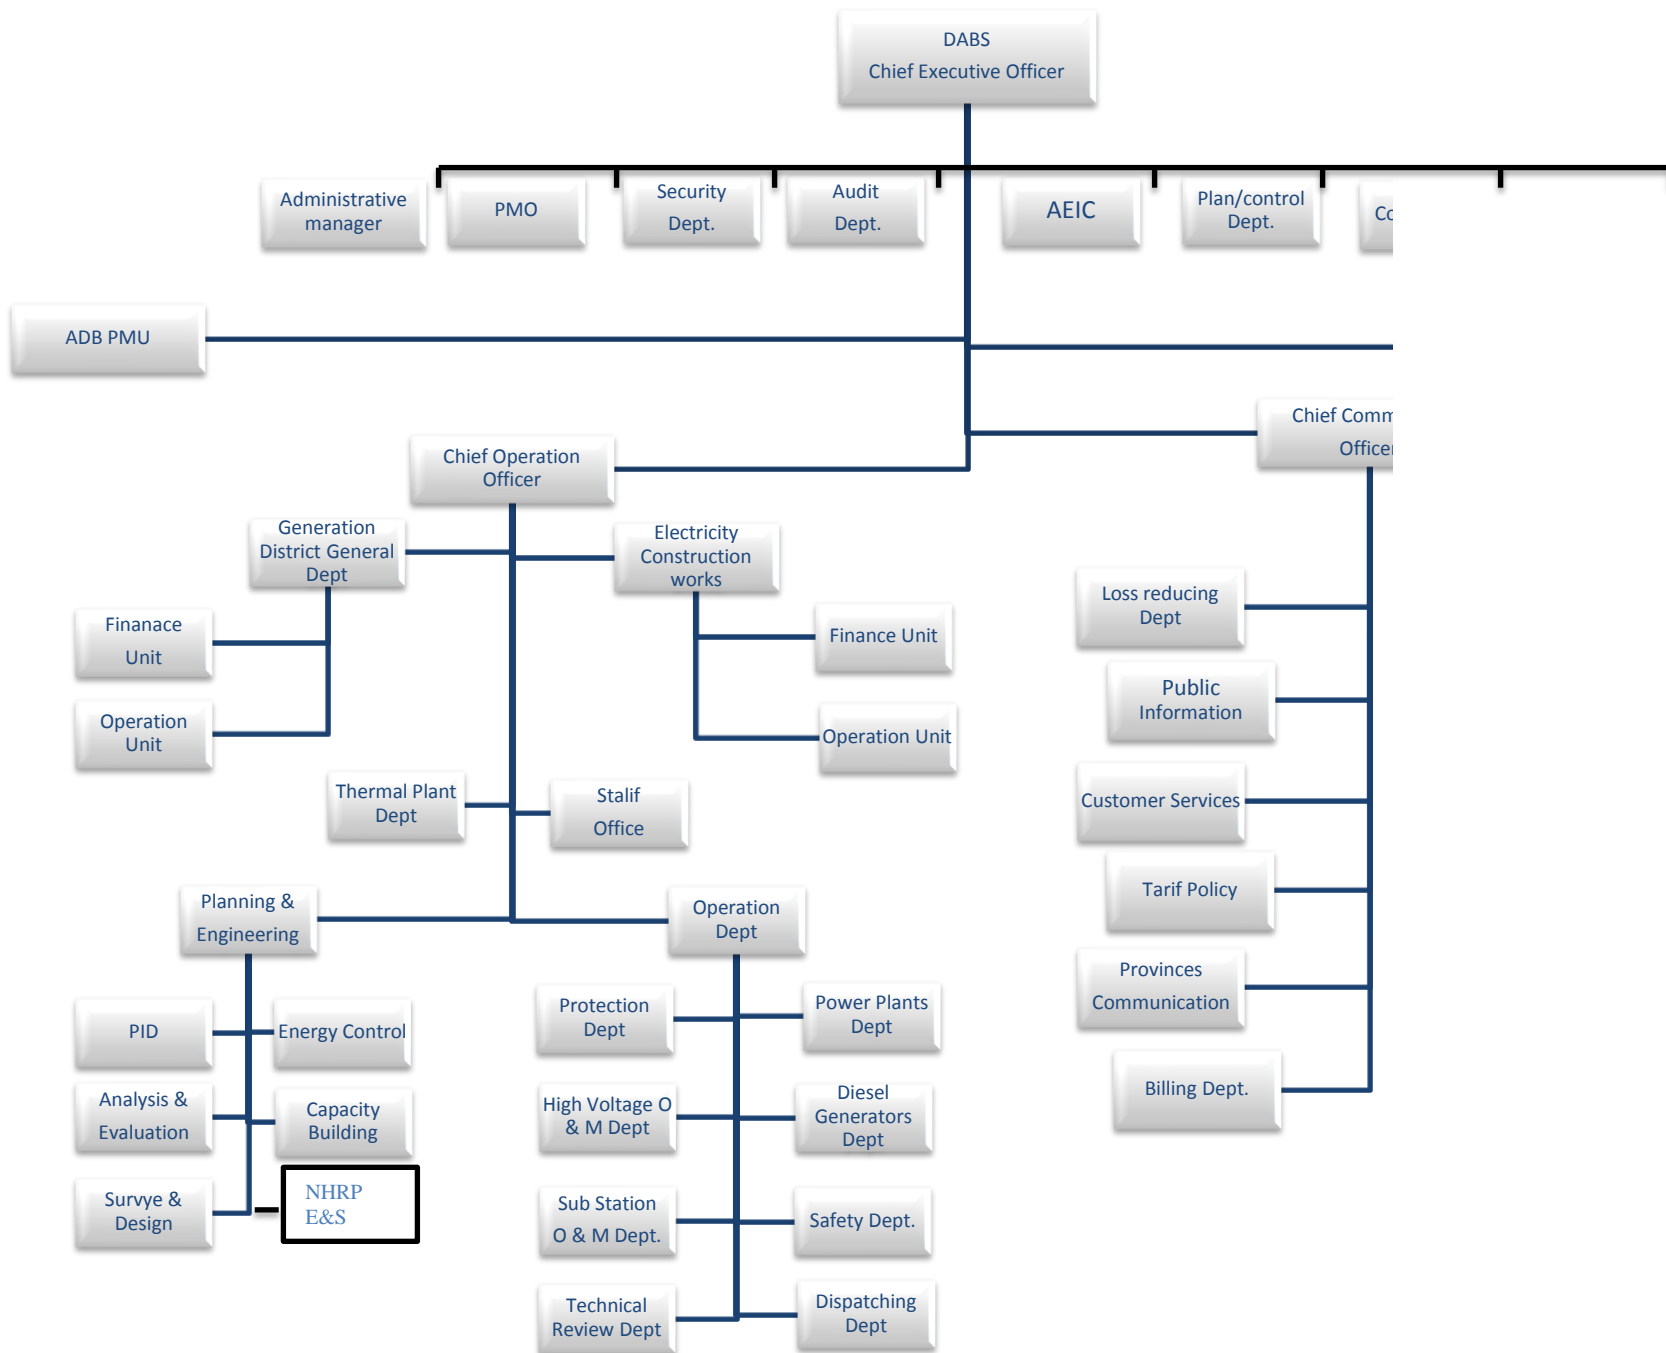 DABS
Chief Executive Officer
Administrative
manager
PMO
Security
Dept.
Audit
Dept.
AEIC
Plan/control
Dept.
ADB PMU
Chief
Chief Operation
Officer
Generation
District General
Dept
Electricity
Construction
works
Finanace
Unit
Finance Unit
Operation
Unit
Operation Unit
Loss reducing
Dept
Public
Information
Thermal Plant
Dept
Stalif
Office
Customer Services
Tarif Policy
Planning &
Engineering
Operation
Dept
Provinces
Communication
Billing Dept.
PID
Energy Control
Analysis &
Evaluation
Capacity
Building
Survye &
Design
NHRP
E&S
Protection
Dept
Power Plants
Dept
High Voltage O
& M Dept
Diesel
Generators
Dept
Sub Station
O & M Dept.
Safety Dept.
Technical
Review Dept
Dispatching
Dept